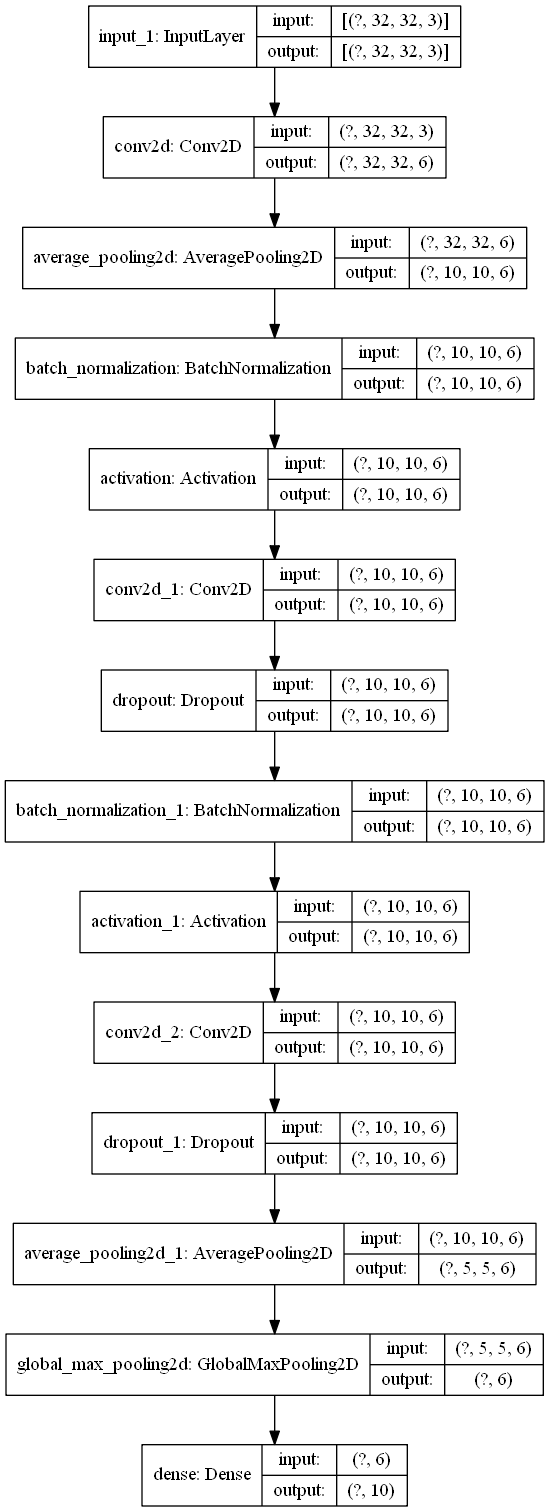 input_1: InputLayer
input: [(?, 32, 32, 3)]
output: [(?, 32, 32, 3)]
conv2d: Conv2D
input: (?, 32, 32, 3)
output: (?, 32, 32, 6)
average_pooling2d: AveragePooling2D
input: (?, 32, 32, 6)
output: (?, 10, 10, 6)
batch_normalization: BatchNormalization
input: (?, 10, 10, 6)
output: (?, 10, 10, 6)
activation: Activation
input: (?, 10, 10, 6)
output: (?, 10, 10, 6)
conv2d_1: Conv2D
input: (?, 10, 10, 6)
output: (?, 10, 10, 6)
dropout: Dropout
input: (?, 10, 10, 6)
output: (?, 10, 10, 6)
batch_normalization_1: BatchNormalization
input: (?, 10, 10, 6)
output: (?, 10, 10, 6)
activation_1: Activation
input: (?, 10, 10, 6)
output: (?, 10, 10, 6)
conv2d_2: Conv2D
input: (?, 10, 10, 6)
output: (?, 10, 10, 6)
dropout_1: Dropout
input: (?, 10, 10, 6)
output: (?, 10, 10, 6)
average_pooling2d_1: AveragePooling2D
input: (?, 10, 10, 6)
output: (?, 5, 5, 6)
global_max_pooling2d: GlobalMaxPooling2D
input: (?, 5, 5, 6)
output: (?, 6)
dense: Dense
input: (?, 6)
output: (?, 10)